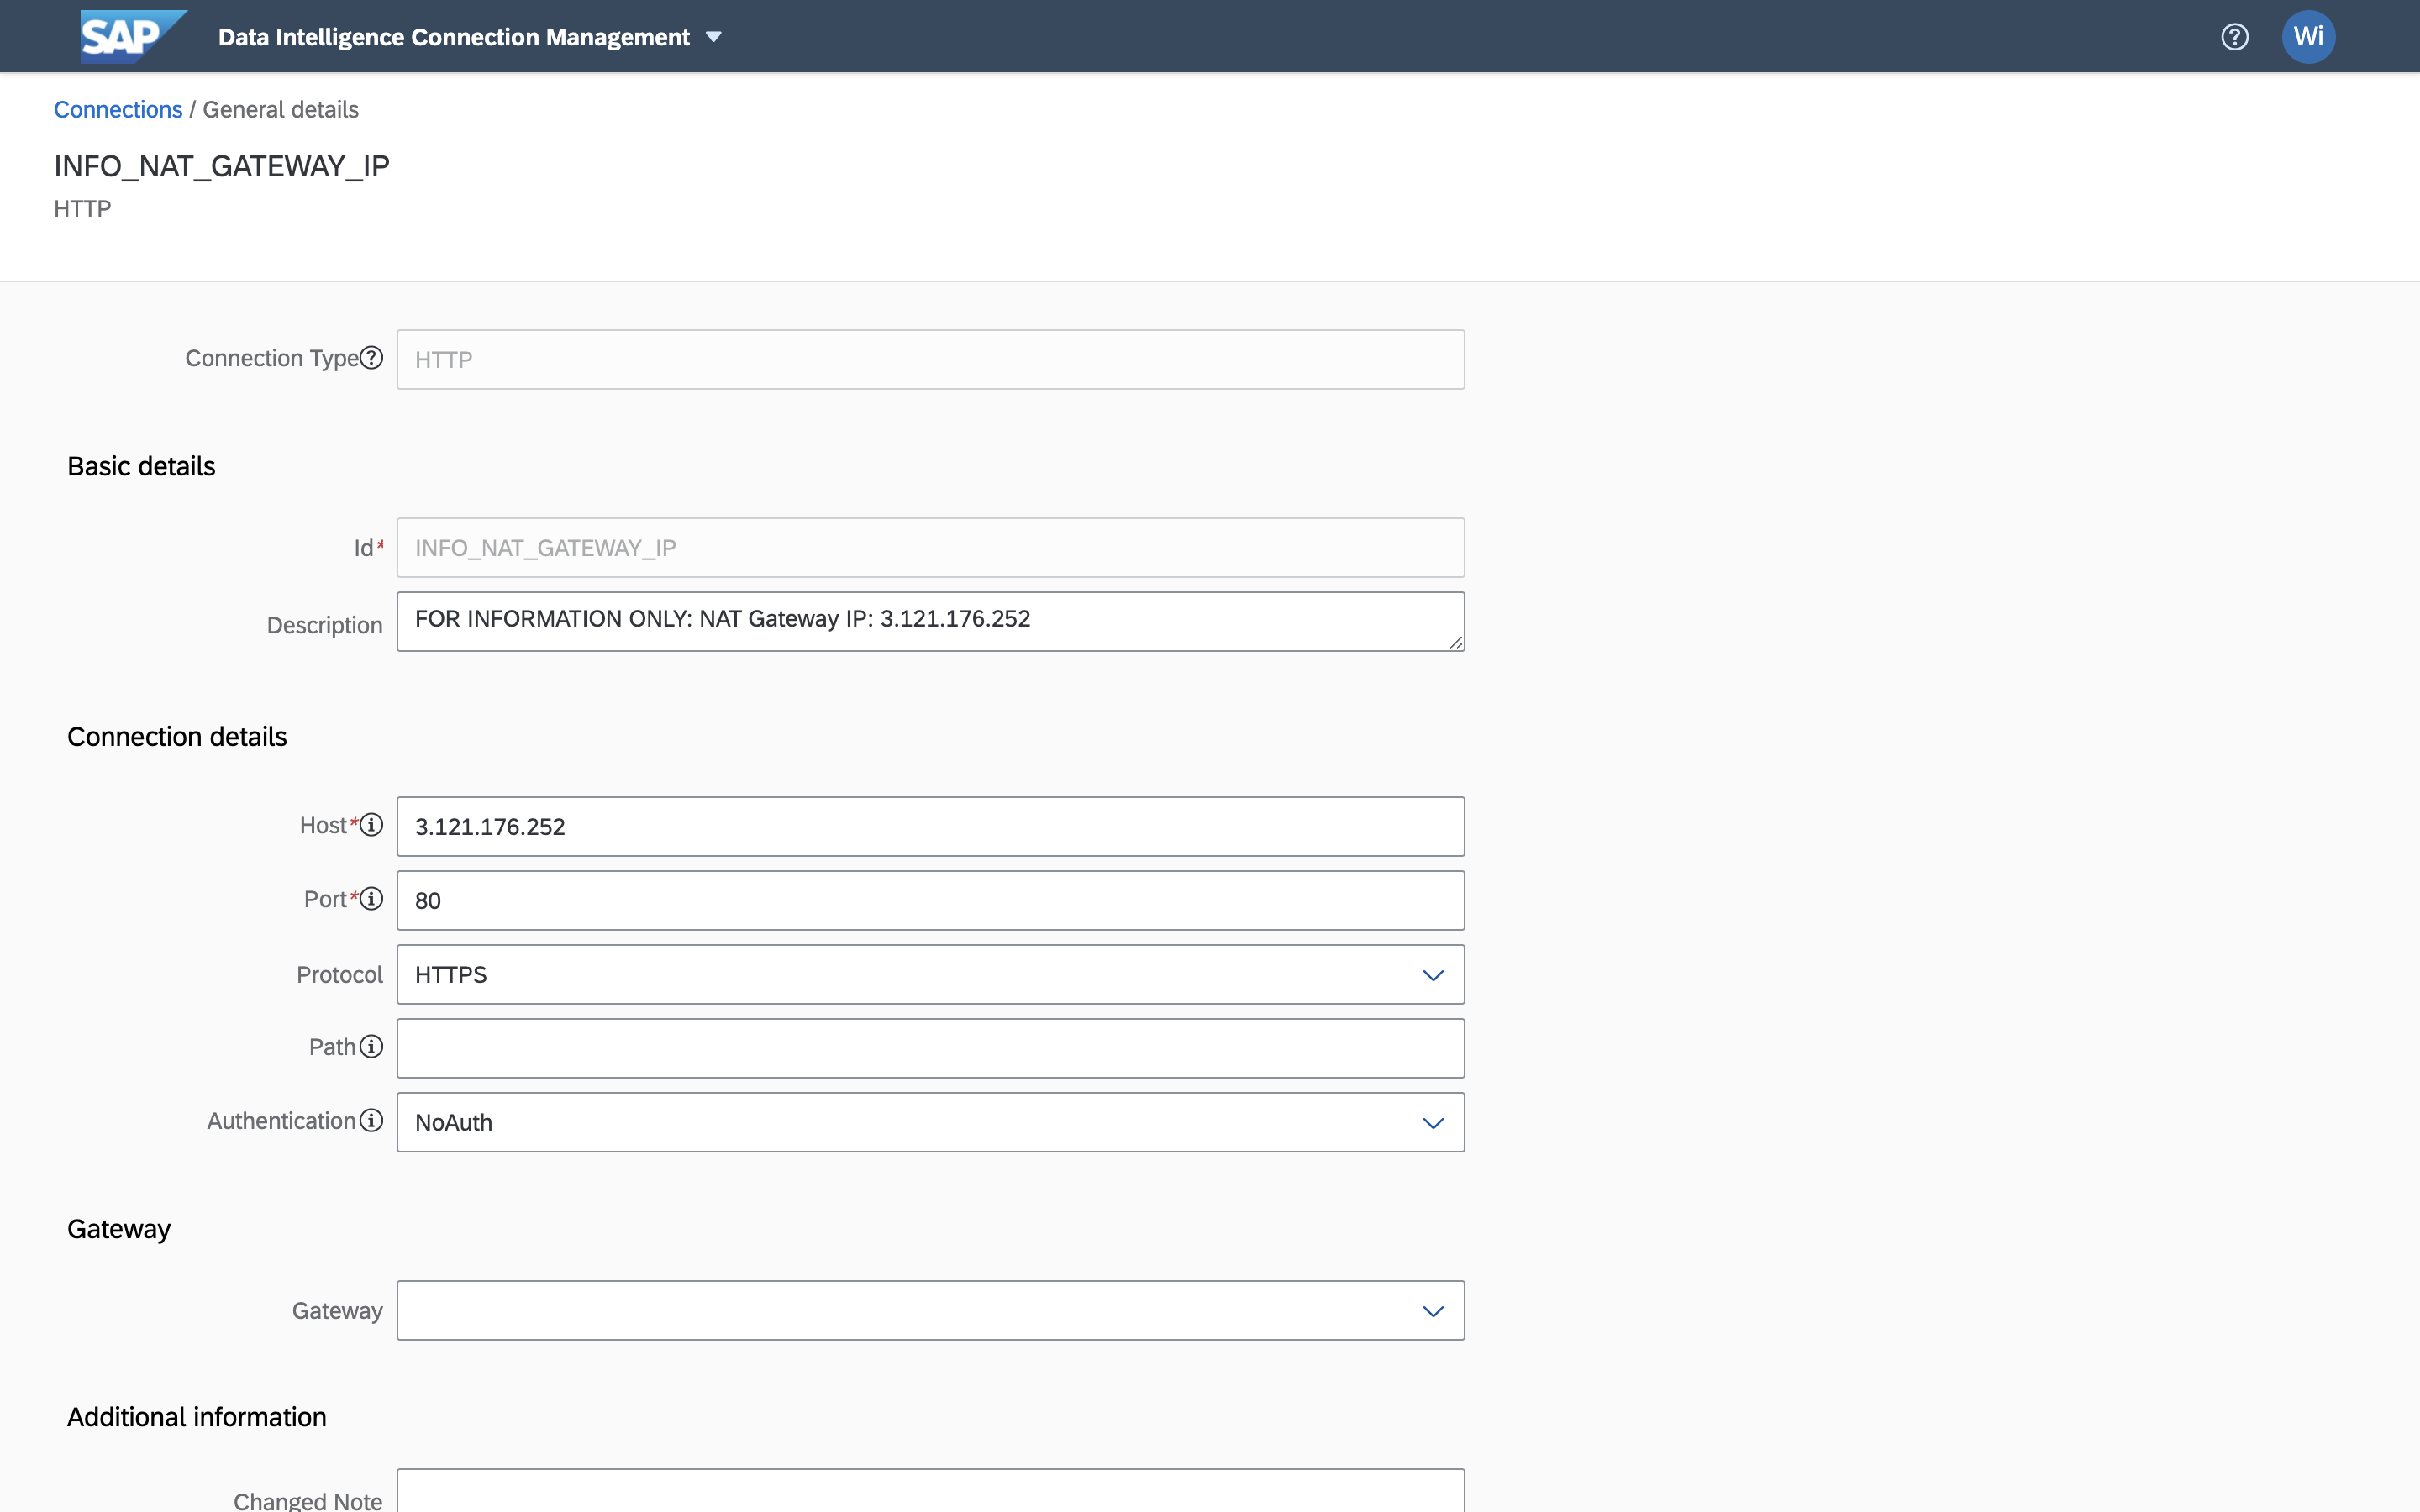 SAP Data Intelligence Connection Management Wi
Connections / General details
INFO_NAT_GATEWAY_IP
HTTP
Connection Type HTTP
Basic details
Id* INFO_NAT_GATEWAY_IP
Description FOR INFORMATION ONLY: NAT Gateway IP: 3.121.176.252
Connection details
Host* 3.121.176.252
Port* 80
Protocol HTTPS
Path
Authentication NoAuth
Gateway
Gateway
Additional information
Changed Note